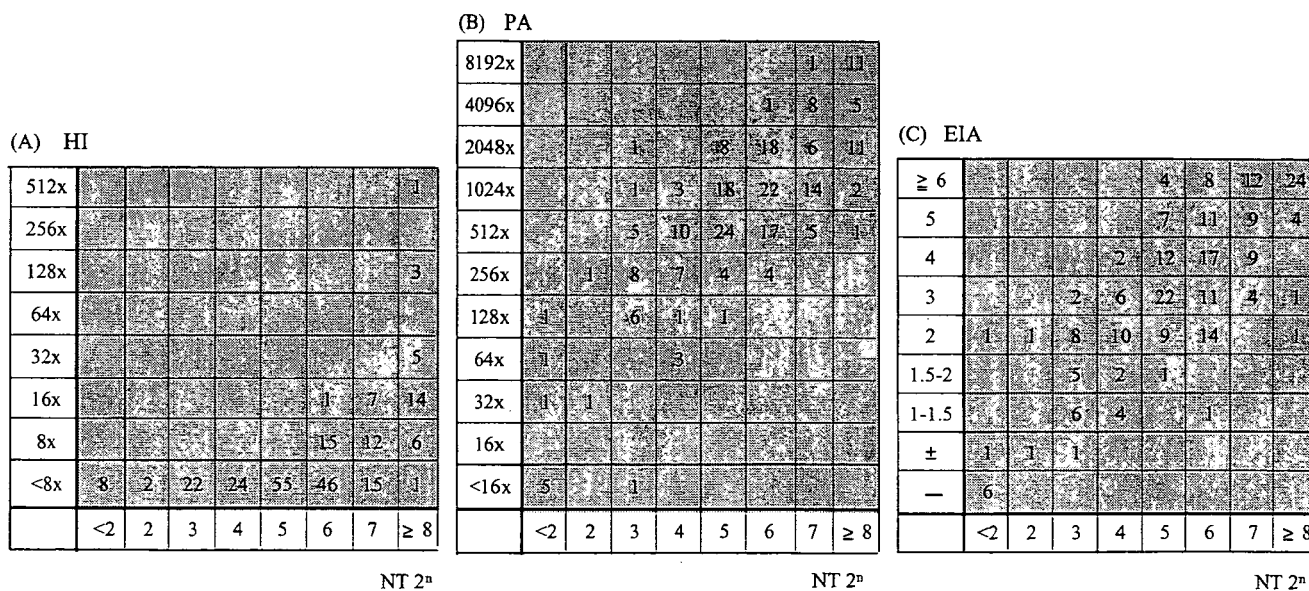 (A) HI
512x 1
256x
128x 3
64x
32x 5
16x 1 7 14
8x 15 12 6
<8x 8 2 22 24 55 46 15 1
<2 2 3 4 5 6 7 ≥ 8
NT 2ⁿ
(B) PA
8192x 1 11
4096x 1 8 5
2048x 1 8 18 6 11
1024x 1 3 18 22 14 2
512x 5 10 24 17 5 1
256x 1 8 7 4 4
128x 1 6 1 1
64x 1 3
32x 1 1
16x
<16x 5 1
<2 2 3 4 5 6 7 ≥ 8
NT 2ⁿ
(C) EIA
≧ 6 4 8 12 24
5 7 11 9 4
4 2 12 17 9
3 2 6 22 11 4 1
2 1 1 8 10 9 14 1
1.5-2 5 2 1
1-1.5 6 4 1
± 1 1 1
— 6
<2 2 3 4 5 6 7 ≥ 8
NT 2ⁿ